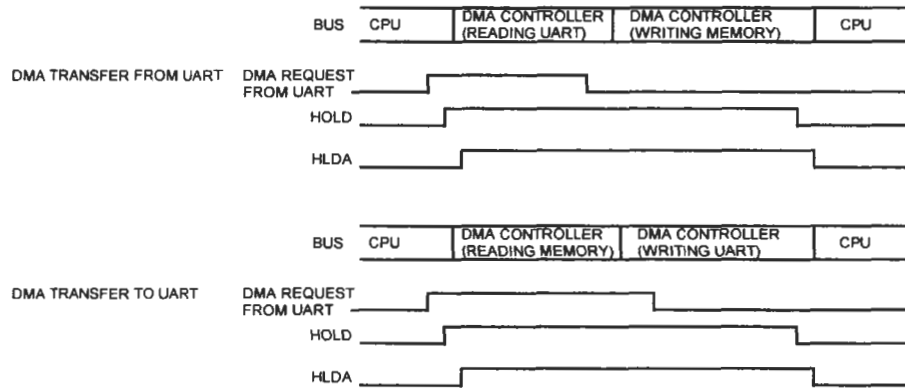 BUS CPU DMA CONTROLLER DMA CONTROLLER CPU
(READING UART) (WRITING MEMORY)
DMA TRANSFER FROM UART DMA REQUEST
FROM UART
HOLD
HLDA
BUS CPU DMA CONTROLLER DMA CONTROLLER CPU
(READING MEMORY) (WRITING UART)
DMA TRANSFER TO UART DMA REQUEST
FROM UART
HOLD
HLDA